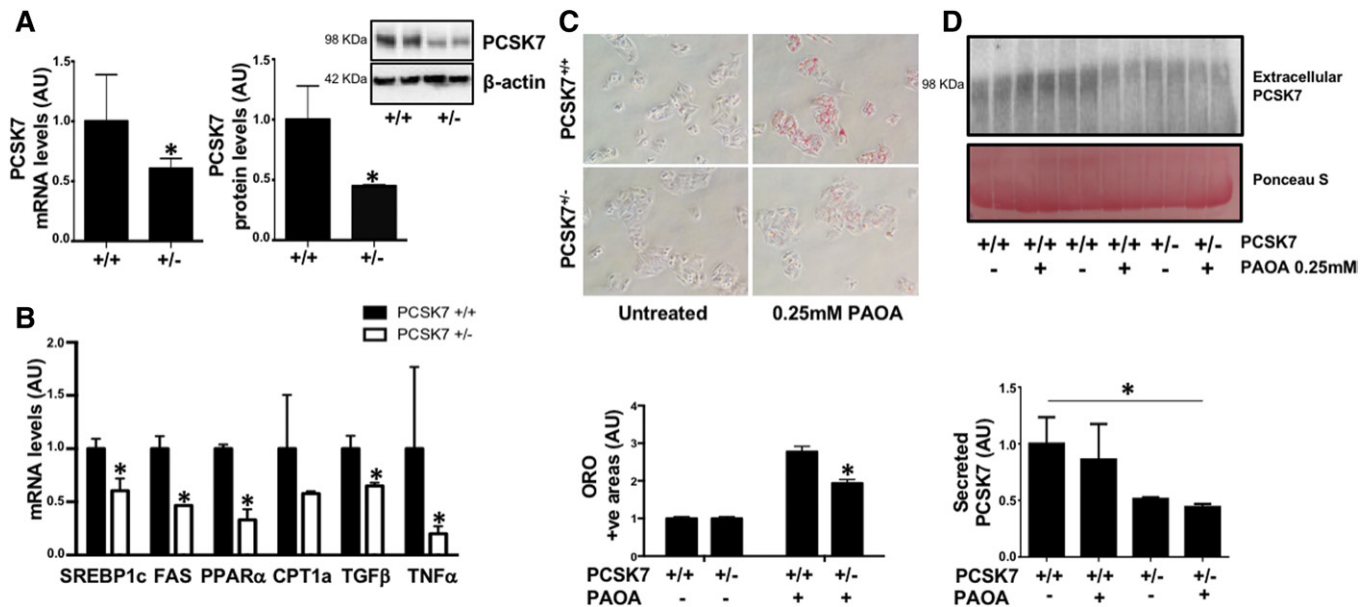 A
PCSK7
mRNA levels (AU)
1.5
1.0
0.5
0.0
*
+/+ +/-
PCSK7
protein levels (AU)
1.5
1.0
0.5
0.0
*
+/+ +/-
98 KDa
PCSK7
42 KDa
β-actin
+/+ +/-
B
PCSK7 +/+
PCSK7 +/-
mRNA levels (AU)
2.0
1.5
1.0
0.5
0.0
* * * * *
SREBP1c FAS PPARα CPT1a TGFβ TNFα
C
PCSK7+/+
PCSK7+/-
Untreated 0.25mM PAOA
ORO
+ve areas (AU)
4
3
2
1
0
*
PCSK7 +/+ +/- +/+ +/-
PAOA - - + +
D
98 KDa
Extracellular
PCSK7
Ponceau S
+/+ +/+ +/+ +/+ +/- +/- PCSK7
- + - + - + PAOA 0.25mM
Secreted
PCSK7 (AU)
1.5
1.0
0.5
0.0
*
PCSK7 +/+ +/+ +/- +/-
PAOA - + - +